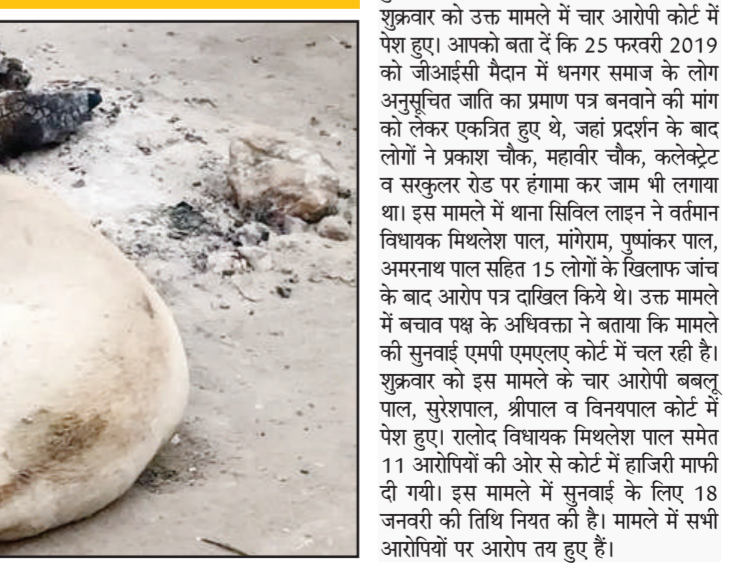 शुक्रवार को उक्त मामले में चार आरोपी कोर्ट में
पेश हुए। आपको बता दें कि 25 फरवरी 2019
को जीआईसी मैदान में धनगर समाज के लोग
अनुसूचित जाति का प्रमाण पत्र बनवाने की मांग
को लेकर एकत्रित हुए थे, जहां प्रदर्शन के बाद
लोगों ने प्रकाश चौक, महावीर चौक, कलेक्ट्रेट
व सरकुलर रोड पर हंगामा कर जाम भी लगाया
था। इस मामले में थाना सिविल लाइन ने वर्तमान
विधायक मिथलेश पाल, मांगेराम, पुष्पांकर पाल,
अमरनाथ पाल सहित 15 लोगों के खिलाफ जांच
के बाद आरोप पत्र दाखिल किये थे। उक्त मामले
में बचाव पक्ष के अधिवक्ता ने बताया कि मामले
की सुनवाई एमपी एमएलए कोर्ट में चल रही है।
शुक्रवार को इस मामले के चार आरोपी बबलू
पाल, सुरेशपाल, श्रीपाल व विनयपाल कोर्ट में
पेश हुए। रालोद विधायक मिथलेश पाल समेत
11 आरोपियों की ओर से कोर्ट में हाजिरी माफी
दी गयी। इस मामले में सुनवाई के लिए 18
जनवरी की तिथि नियत की है। मामले में सभी
आरोपियों पर आरोप तय हुए हैं।